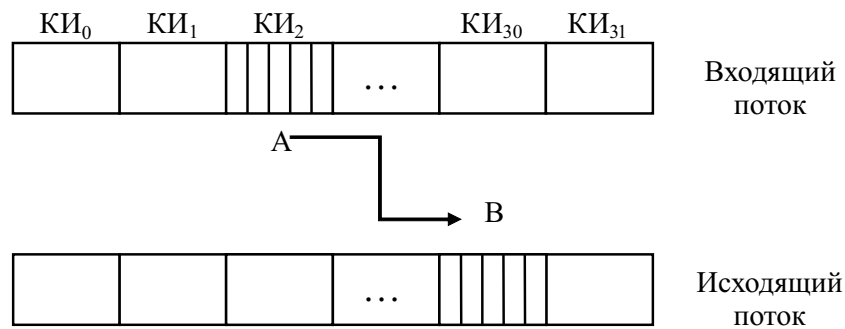 КИ₀ КИ₁ КИ₂ КИ₃₀ КИ₃₁
...
Входящий
поток
А
В
...
Исходящий
поток